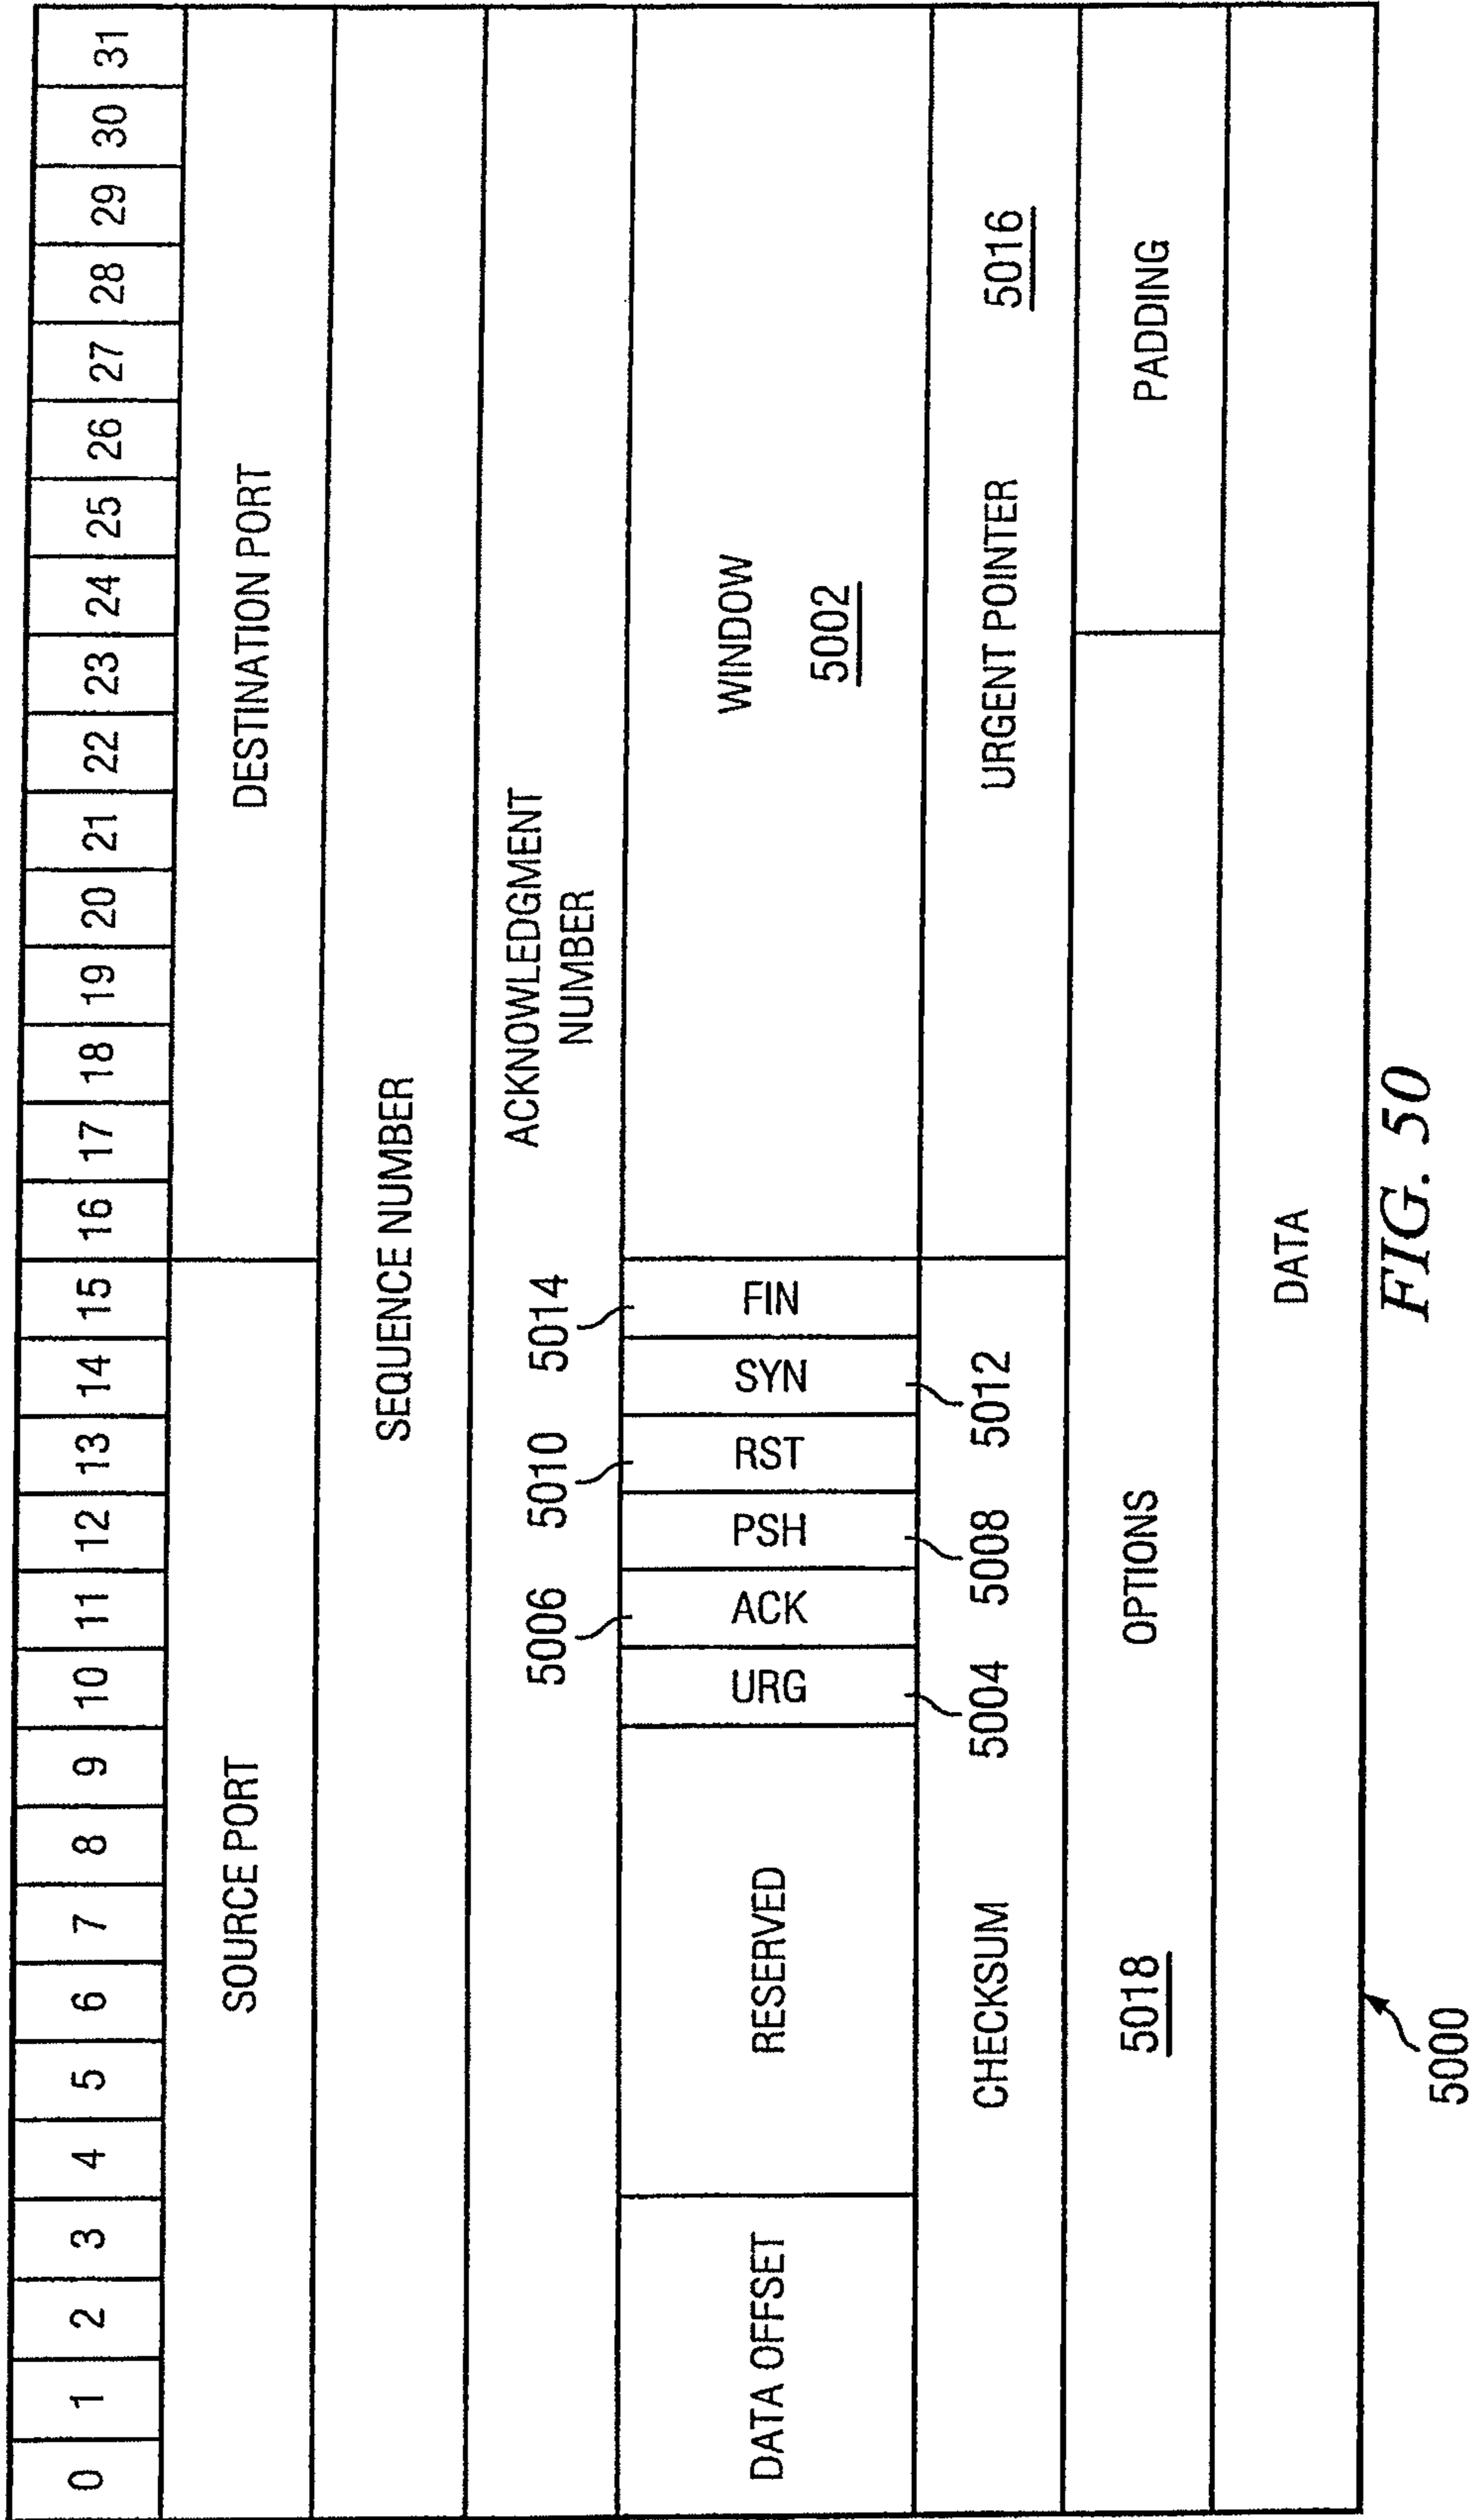 0 1 2 3 4 5 6 7 8 9 10 11 12 13 14 15 16 17 18 19 20 21 22 23 24 25 26 27 28 29 30 31
SOURCE PORT DESTINATION PORT
SEQUENCE NUMBER
ACKNOWLEDGMENT
NUMBER
5006 5010 5014
DATA OFFSET RESERVED URG ACK PSH RST SYN FIN WINDOW
5002
5004 5008 5012
CHECKSUM URGENT POINTER 5016
5018 OPTIONS PADDING
DATA
5000
FIG. 50